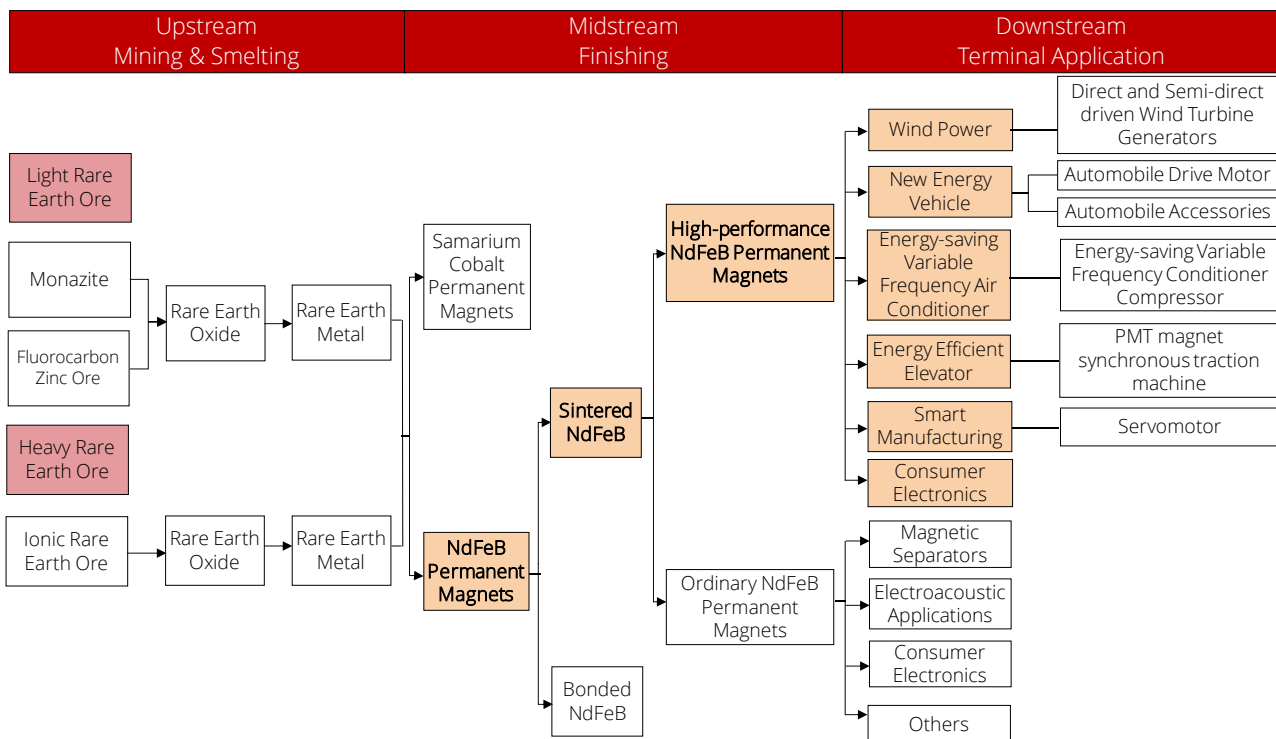 Upstream
Mining & Smelting
Midstream
Finishing
Downstream
Terminal Application
Light Rare
Earth Ore
Monazite
Fluorocarbon
Zinc Ore
Rare Earth
Oxide
Rare Earth
Metal
Heavy Rare
Earth Ore
Ionic Rare
Earth Ore
Rare Earth
Oxide
Rare Earth
Metal
Samarium
Cobalt
Permanent
Magnets
NdFeB
Permanent
Magnets
Sintered
NdFeB
Bonded
NdFeB
High-performance
NdFeB Permanent
Magnets
Ordinary NdFeB
Permanent
Magnets
Wind Power
Direct and Semi-direct
driven Wind Turbine
Generators
New Energy
Vehicle
Automobile Drive Motor
Automobile Accessories
Energy-saving
Variable
Frequency Air
Conditioner
Energy-saving Variable
Frequency Conditioner
Compressor
Energy Efficient
Elevator
PMT magnet
synchronous traction
machine
Smart
Manufacturing
Servomotor
Consumer
Electronics
Magnetic
Separators
Electroacoustic
Applications
Consumer
Electronics
Others